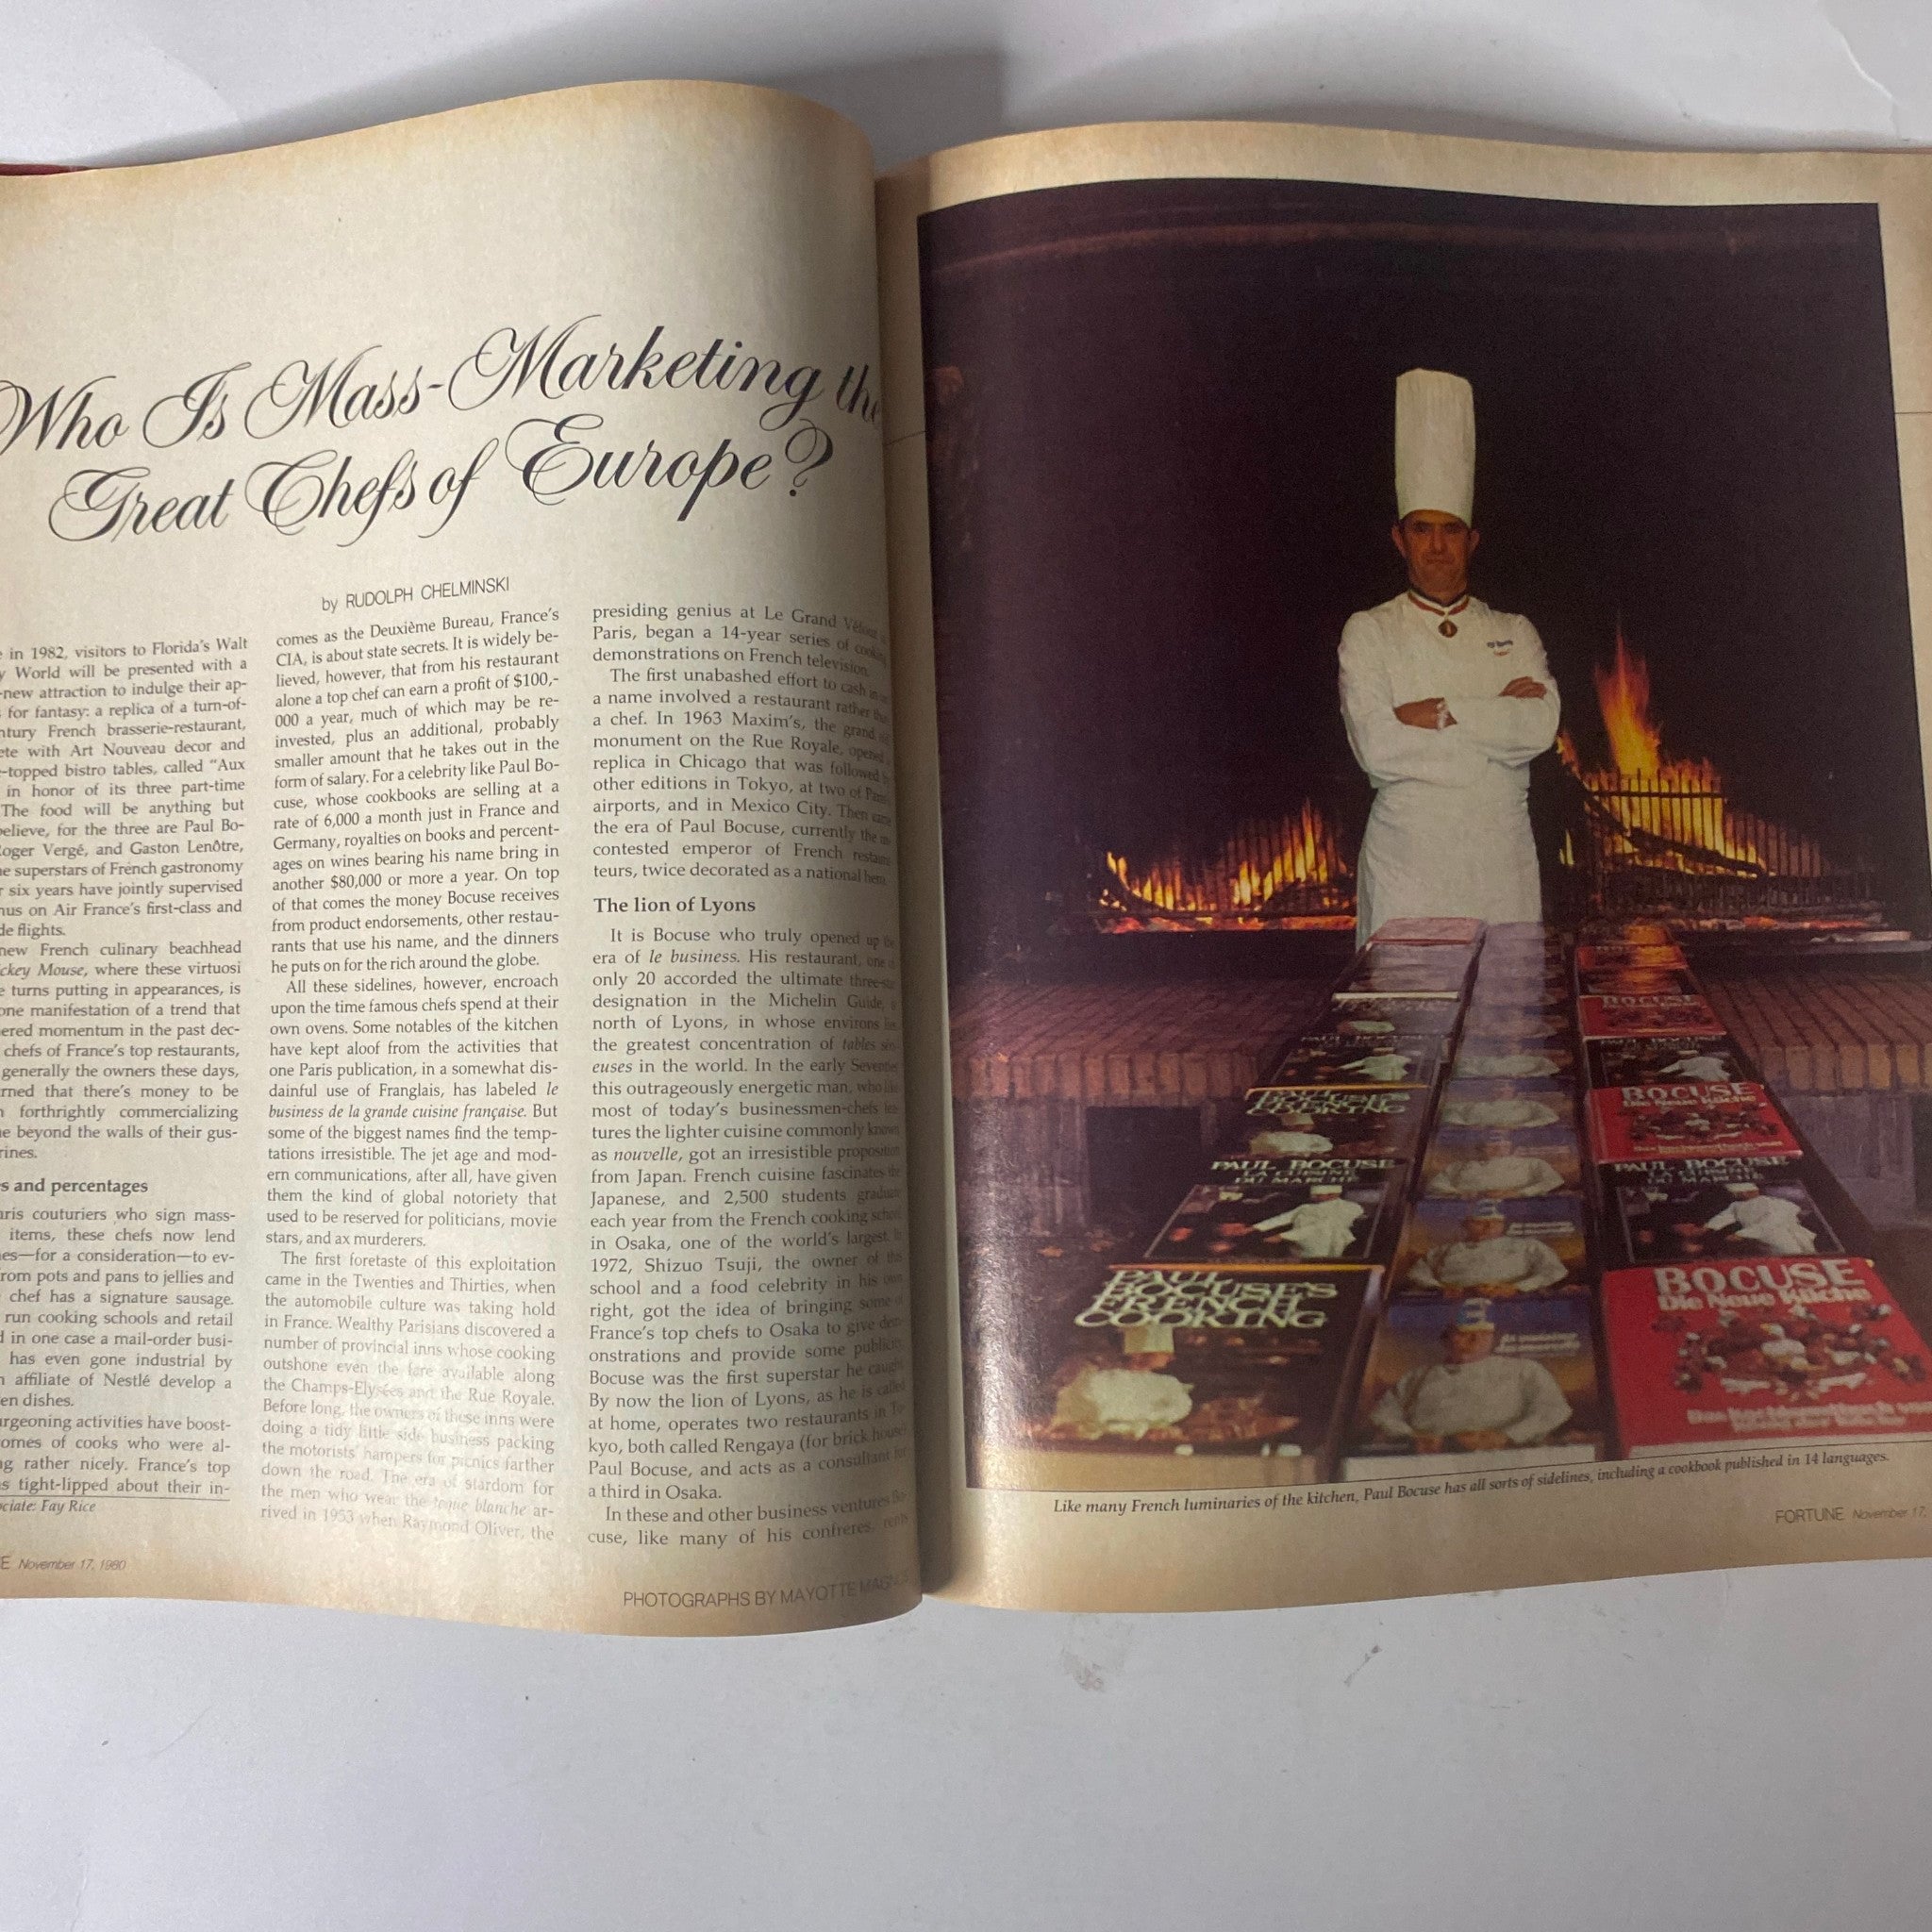 Who Is Mass-Marketing the
Great Chefs of Europe?
by RUDOLPH CHELMINSKI
in 1982, visitors to Florida's Walt
World will be presented with a
new attraction to indulge their ap-
for fantasy: a replica of a turn-of-
French brasserie-restaurant,
with Art Nouveau decor and
-topped bistro tables, called "Aux
in honor of its three part-time
The food will be anything but
believe, for the three are Paul Bo-
Roger Vergé, and Gaston Lenôtre,
superstars of French gastronomy
six years have jointly supervised
on Air France's first-class and
flights.
new French culinary beachhead
Mickey Mouse, where these virtuosi
turns putting in appearances, is
one manifestation of a trend that
momentum in the past dec-
chefs of France's top restaurants,
generally the owners these days,
that there's money to be
forthrightly commercializing
beyond the walls of their gus-
and percentages
couturiers who sign mass-
items, these chefs now lend
—for a consideration—to ev-
from pots and pans to jellies and
chef has a signature sausage.
run cooking schools and retail
in one case a mail-order busi-
has even gone industrial by
affiliate of Nestlé develop a
dishes.
activities have boost-
of cooks who were al-
rather nicely. France's top
tight-lipped about their in-
Fay Rice
November 17, 1980
comes as the Deuxième Bureau, France's
CIA, is about state secrets. It is widely be-
lieved, however, that from his restaurant
alone a top chef can earn a profit of $100,-
000 a year, much of which may be re-
invested, plus an additional, probably
smaller amount that he takes out in the
form of salary. For a celebrity like Paul Bo-
cuse, whose cookbooks are selling at a
rate of 6,000 a month just in France and
Germany, royalties on books and percent-
ages on wines bearing his name bring in
another $80,000 or more a year. On top
of that comes the money Bocuse receives
from product endorsements, other restau-
rants that use his name, and the dinners
he puts on for the rich around the globe.
All these sidelines, however, encroach
upon the time famous chefs spend at their
own ovens. Some notables of the kitchen
have kept aloof from the activities that
one Paris publication, in a somewhat dis-
dainful use of Franglais, has labeled le
business de la grande cuisine française. But
some of the biggest names find the temp-
tations irresistible. The jet age and mod-
ern communications, after all, have given
them the kind of global notoriety that
used to be reserved for politicians, movie
stars, and ax murderers.
The first foretaste of this exploitation
came in the Twenties and Thirties, when
the automobile culture was taking hold
in France. Wealthy Parisians discovered a
number of provincial inns whose cooking
outshone even the fare available along
the Champs-Elysées and the Rue Royale.
Before long, the owners of these inns were
doing a tidy little side business packing
the motorists' hampers for picnics farther
down the road. The era of stardom for
the men who wear the toque blanche ar-
rived in 1953 when Raymond Oliver, the
presiding genius at Le Grand Véfour
Paris, began a 14-year series of cooking
demonstrations on French television.
The first unabashed effort to cash
a name involved a restaurant rather
a chef. In 1963 Maxim's, the grand
monument on the Rue Royale, opened
replica in Chicago that was followed
other editions in Tokyo, at two of
airports, and in Mexico City. Then came
the era of Paul Bocuse, currently the
contested emperor of French restaura-
teurs, twice decorated as a national hero.
The lion of Lyons
It is Bocuse who truly opened up the
era of le business. His restaurant, one of
only 20 accorded the ultimate three-star
designation in the Michelin Guide,
north of Lyons, in whose environs
the greatest concentration of tables
euses in the world. In the early Seventies
this outrageously energetic man, who like
most of today's businessmen-chefs
tures the lighter cuisine commonly known
as nouvelle, got an irresistible proposition
from Japan. French cuisine fascinates the
Japanese, and 2,500 students graduate
each year from the French cooking school
in Osaka, one of the world's largest. In
1972, Shizuo Tsuji, the owner of the
school and a food celebrity in his own
right, got the idea of bringing some of
France's top chefs to Osaka to give dem-
onstrations and provide some publicity.
Bocuse was the first superstar he caught.
By now the lion of Lyons, as he is called
at home, operates two restaurants in To-
kyo, both called Rengaya (for brick house)
Paul Bocuse, and acts as a consultant for
a third in Osaka.
In these and other business ventures Bo-
cuse, like many of his confreres,
PHOTOGRAPHS BY MAYOTTE
BOCUSE
BOCUSE
Die Neue Küche
PAUL BOCUSE
LA CUISINE
DU MARCHÉ
PAUL BOCUSE
LA CUISINE
DU MARCHÉ
PAUL
BOCUSE'S
FRENCH
COOKING
BOCUSE
Die Neue Küche
Like many French luminaries of the kitchen, Paul Bocuse has all sorts of sidelines, including a cookbook published in 14 languages.
FORTUNE November 17,